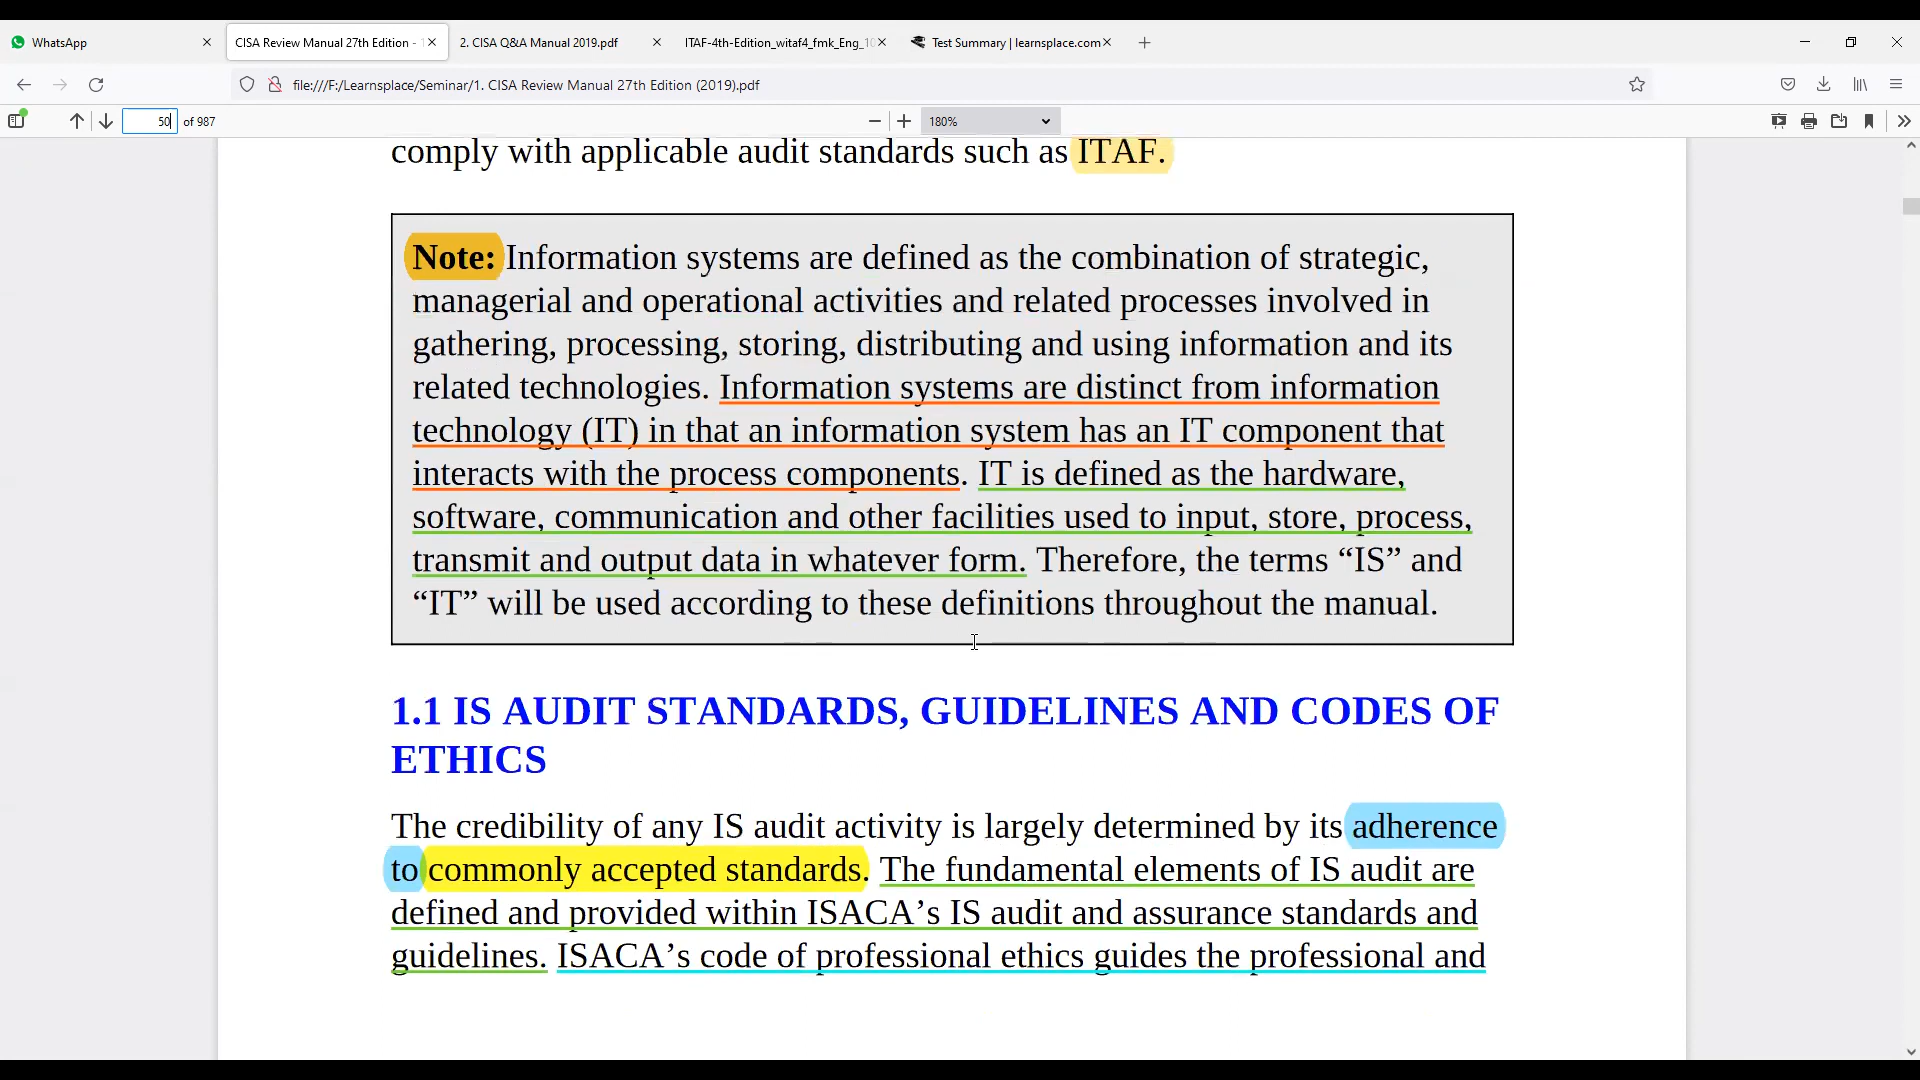 WhatsApp
CISA Review Manual 27th Edition - 1
2. CISA Q&A Manual 2019.pdf
ITAF-4th-Edition_witaf4_fmk_Eng_10
Test Summary | learnsplace.com
file:///F:/Learnsplace/Seminar/1. CISA Review Manual 27th Edition (2019).pdf
50 of 987
180%
comply with applicable audit standards such as ITAF.
Note: Information systems are defined as the combination of strategic,
managerial and operational activities and related processes involved in
gathering, processing, storing, distributing and using information and its
related technologies. Information systems are distinct from information
technology (IT) in that an information system has an IT component that
interacts with the process components. IT is defined as the hardware,
software, communication and other facilities used to input, store, process,
transmit and output data in whatever form. Therefore, the terms “IS” and
“IT” will be used according to these definitions throughout the manual.
1.1 IS AUDIT STANDARDS, GUIDELINES AND CODES OF
ETHICS
The credibility of any IS audit activity is largely determined by its adherence
to commonly accepted standards. The fundamental elements of IS audit are
defined and provided within ISACA’s IS audit and assurance standards and
guidelines. ISACA’s code of professional ethics guides the professional and